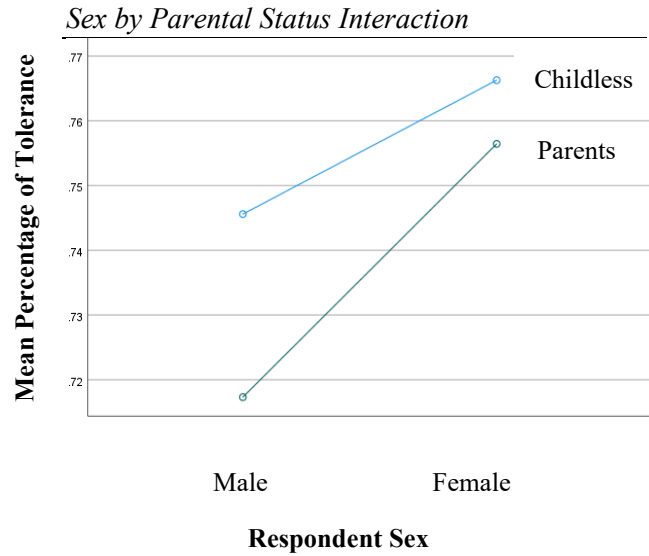 Sex by Parental Status Interaction
Mean Percentage of Tolerance
.77
.76
.75
.74
.73
.72
Childless
Parents
Male Female
Respondent Sex